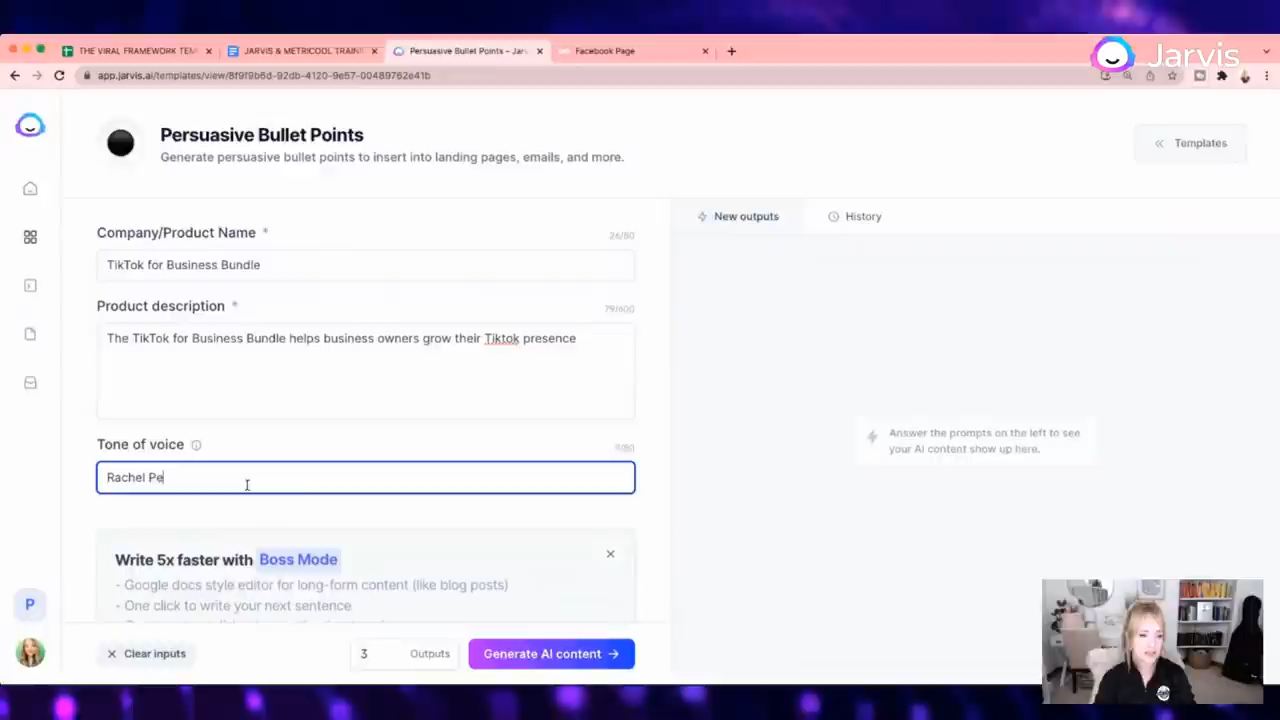 THE VIRAL FRAMEWORK TEM
JARVIS & METRICOOL TRAINI
Persuasive Bullet Points - Jarv
Facebook Page
Jarvis
app.jarvis.ai/templates/view/8f9f9b6d-92db-4120-9e57-00489762e41b
Persuasive Bullet Points
Generate persuasive bullet points to insert into landing pages, emails, and more.
Templates
New outputs
History
Company/Product Name *
26/80
TikTok for Business Bundle
Product description *
79/600
The TikTok for Business Bundle helps business owners grow their Tiktok presence
Tone of voice
9/80
Rachel Pe
Answer the prompts on the left to see
your AI content show up here.
Write 5x faster with Boss Mode
- Google docs style editor for long-form content (like blog posts)
- One click to write your next sentence
P
Clear inputs
3 Outputs
Generate AI content